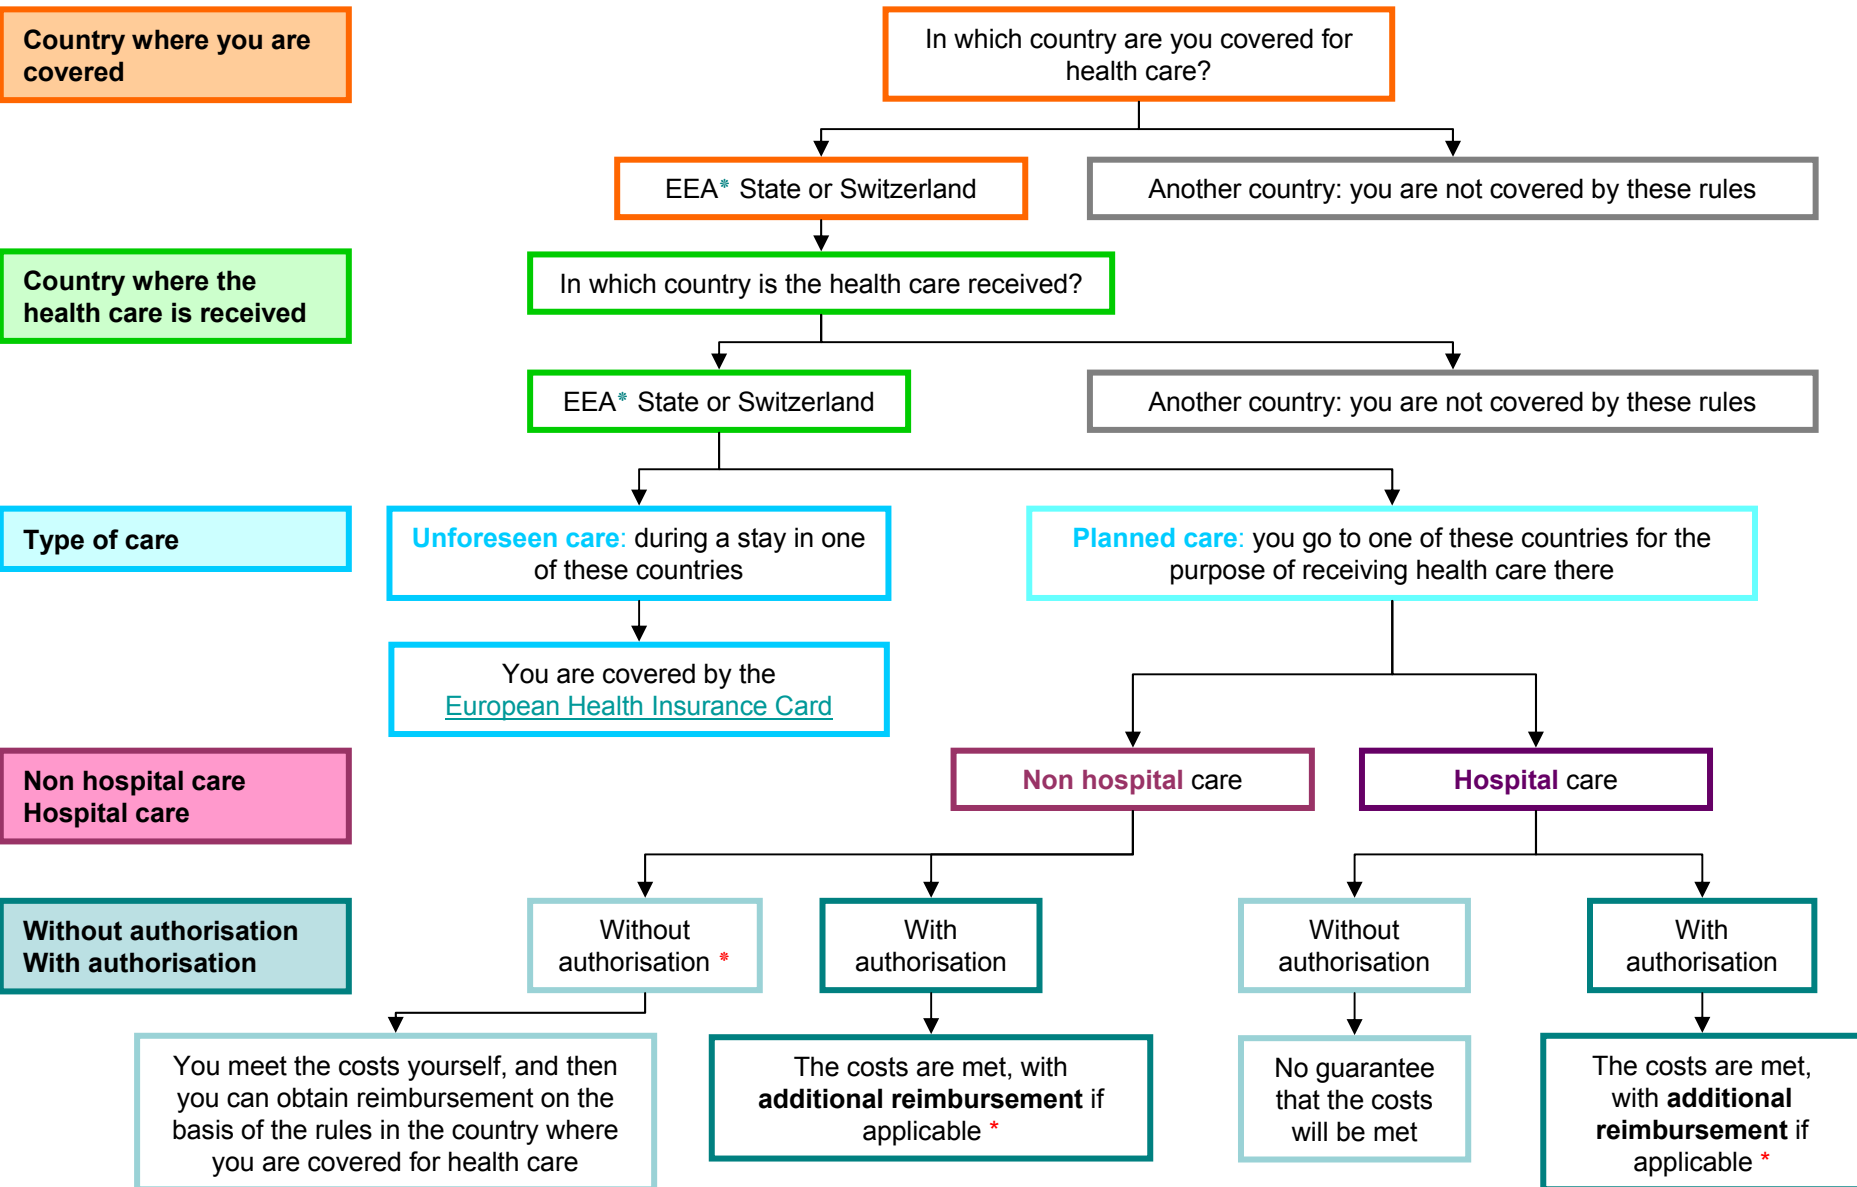 Country where you are
covered
In which country are you covered for
health care?
EEA* State or Switzerland
Another country: you are not covered by these rules
Country where the
health care is received
In which country is the health care received?
EEA* State or Switzerland
Another country: you are not covered by these rules
Type of care
Unforeseen care: during a stay in one
of these countries
Planned care: you go to one of these countries for the
purpose of receiving health care there
You are covered by the
European Health Insurance Card
Non hospital care
Hospital care
Non hospital care
Hospital care
Without authorisation
With authorisation
Without
authorisation *
With
authorisation
Without
authorisation
With
authorisation
You meet the costs yourself, and then
you can obtain reimbursement on the
basis of the rules in the country where
you are covered for health care
The costs are met, with
additional reimbursement if
applicable *
No guarantee
that the costs
will be met
The costs are met,
with additional
reimbursement if
applicable *